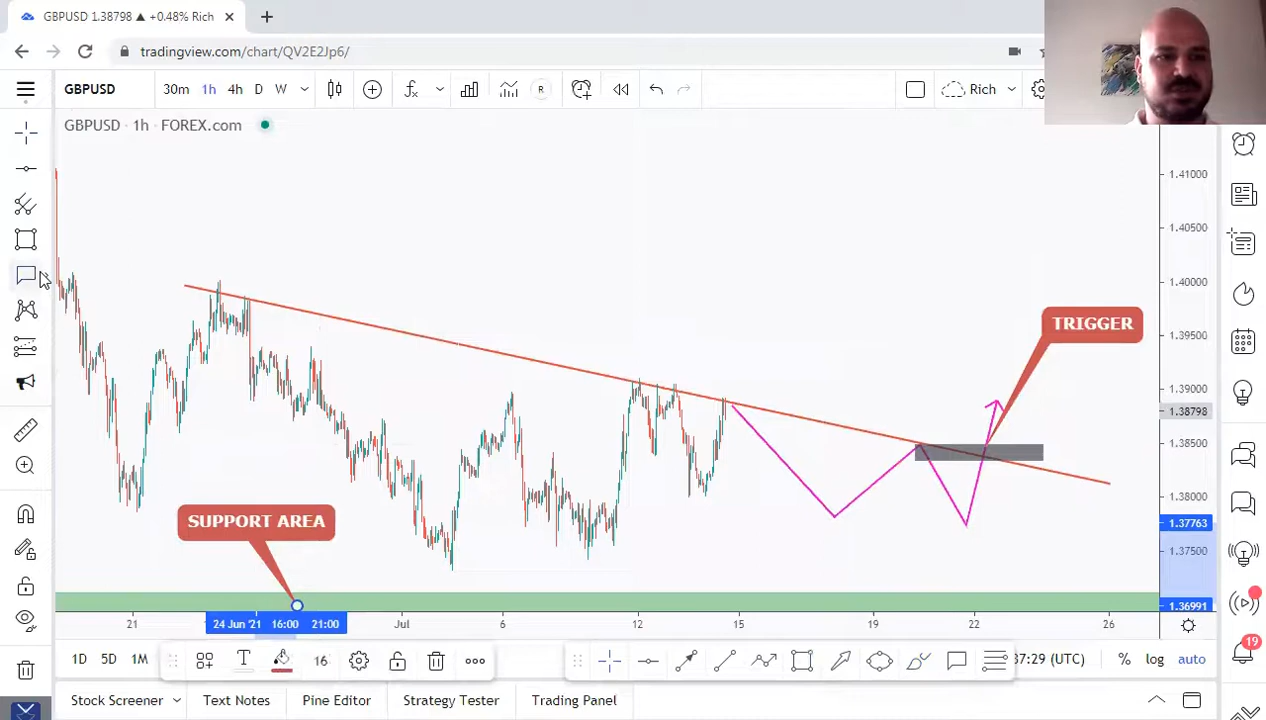 GBPUSD 1.38798 ▲ +0.48% Rich
tradingview.com/chart/QV2E2Jp6/
GBPUSD 30m 1h 4h D W R Rich
GBPUSD · 1h · FOREX.com
1.41000
1.40500
1.40000
1.39500
1.39000
1.38798
1.38500
1.38000
1.37763
1.37500
1.36991
TRIGGER
SUPPORT AREA
21 24 Jun '21 16:00 21:00 Jul 6 12 15 19 22 26
1D 5D 1M T 16 37:29 (UTC) % log auto
19
Stock Screener Text Notes Pine Editor Strategy Tester Trading Panel